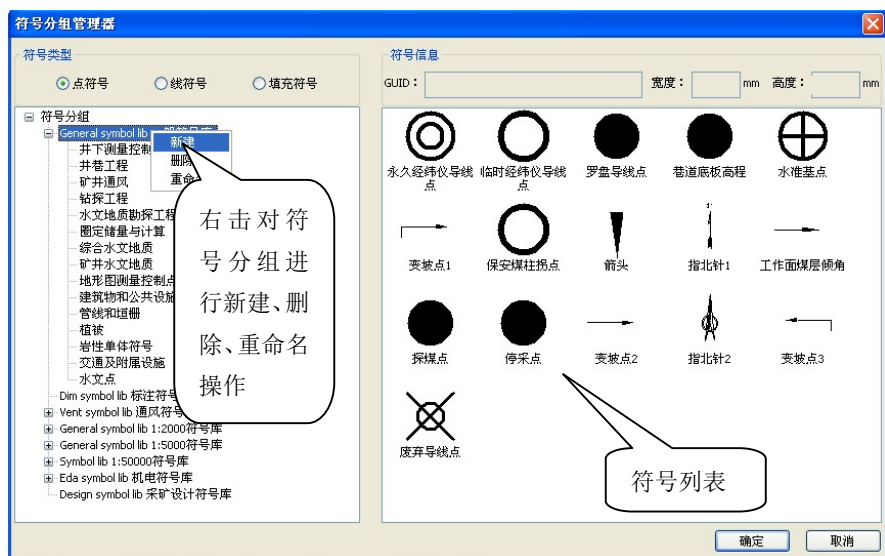 符号分组管理器
符号类型
点符号 线符号 填充符号
符号信息
GUID： 宽度： mm 高度： mm
符号分组
General symbol lib
井下测量控制
井巷工程
矿井通风
钻探工程
水文地质勘探工程
圈定储量与计算
综合水文地质
矿井水文地质
地形图测量控制点
建筑物和公共设施
管线和垣栅
植被
岩性单体符号
交通及附属设施
水文点
Dim symbol lib 标注符号
Vent symbol lib 通风符号
General symbol lib 1:2000符号库
General symbol lib 1:5000符号库
Symbol lib 1:50000符号库
Eda symbol lib 机电符号库
Design symbol lib 采矿设计符号库
新建
删除
重命
右击对符
号分组进
行新建、删
除、重命名
操作
永久经纬仪导线点
临时经纬仪导线点
罗盘导线点
巷道底板高程
水准基点
变坡点1
保安煤柱拐点
箭头
指北针1
工作面煤层倾角
探煤点
停采点
变坡点2
指北针2
变坡点3
废弃导线点
符号列表
确定
取消